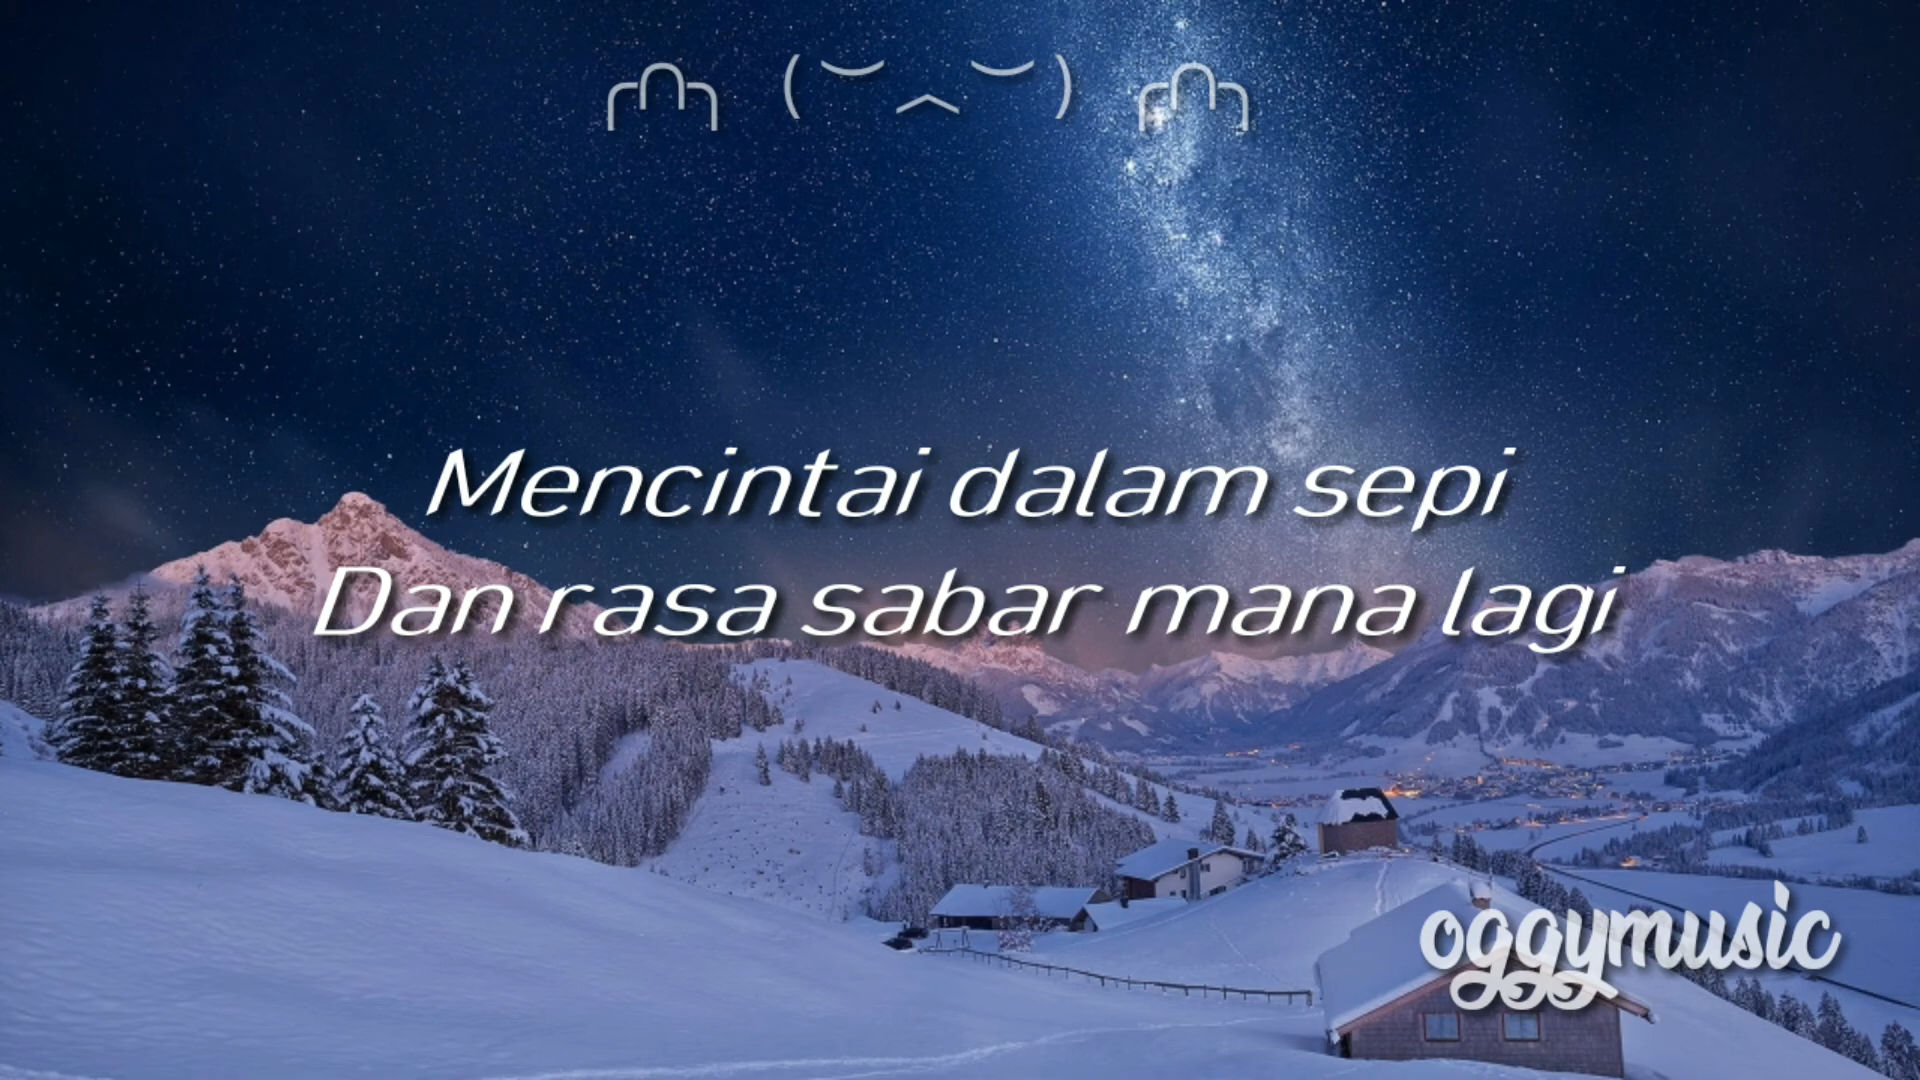 ╭∩╮ (︶︿︶) ╭∩╮
Mencintai dalam sepi
Dan rasa sabar mana lagi
oggymusic